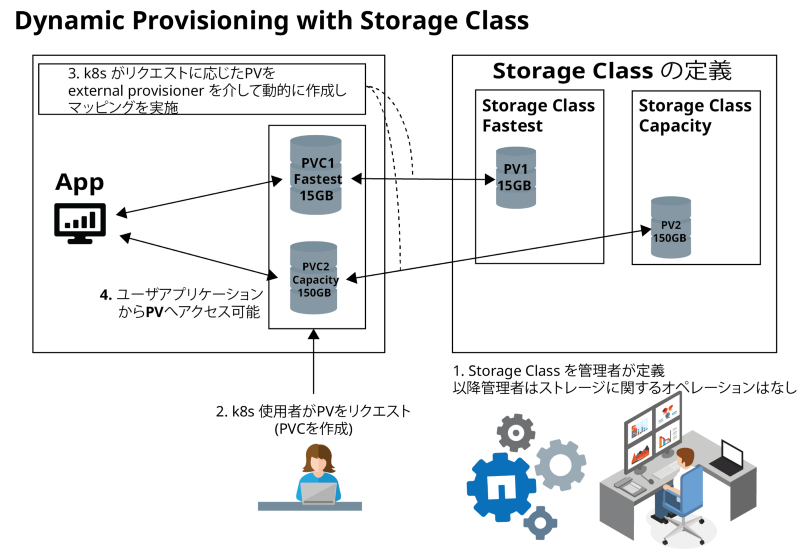 Dynamic Provisioning with Storage Class
3. k8s がリクエストに応じたPVを
external provisioner を介して動的に作成し
マッピングを実施
App
PVC1
Fastest
15GB
PVC2
Capacity
150GB
4. ユーザアプリケーション
からPVへアクセス可能
2. k8s 使用者がPVをリクエスト
(PVCを作成)
Storage Class の定義
Storage Class
Fastest
PV1
15GB
Storage Class
Capacity
PV2
150GB
1. Storage Class を管理者が定義
以降管理者はストレージに関するオペレーションはなし